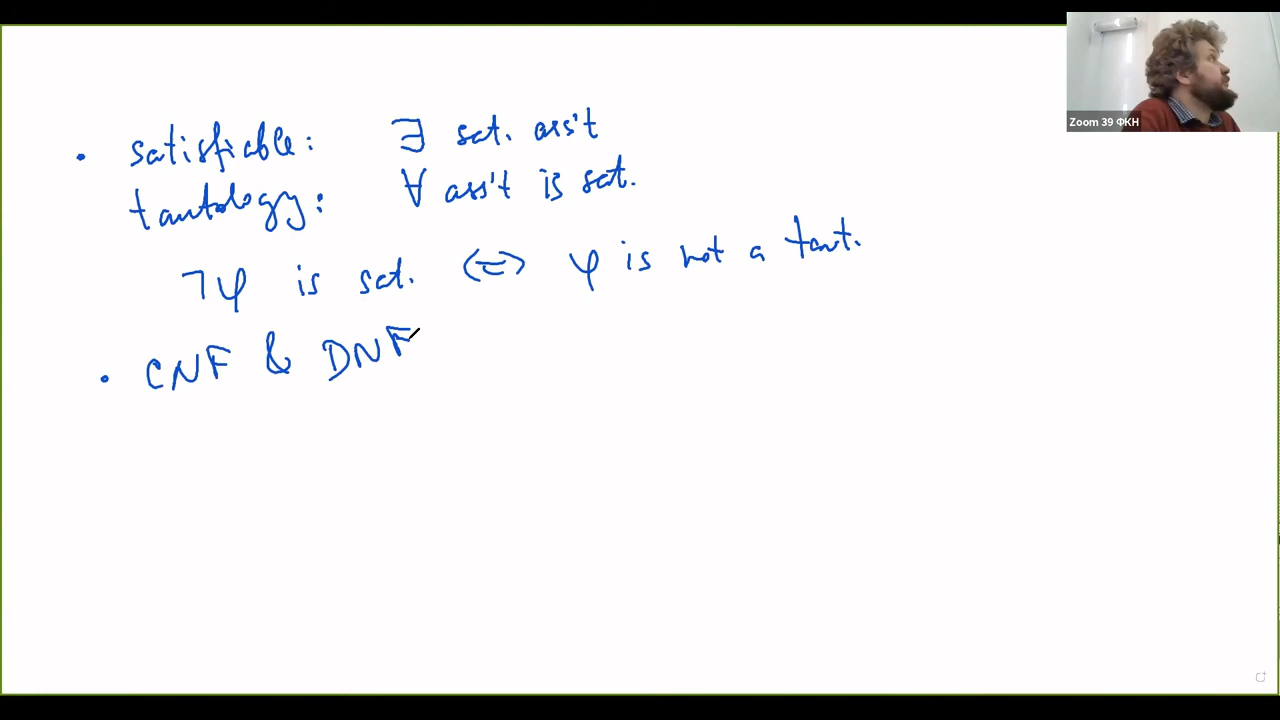 • satisfiable: ∃ sat. ass't
tautology: ∀ ass't is sat.
¬φ is sat. ⟺ φ is not a taut.
• CNF & DNF
Zoom 39 ФКН